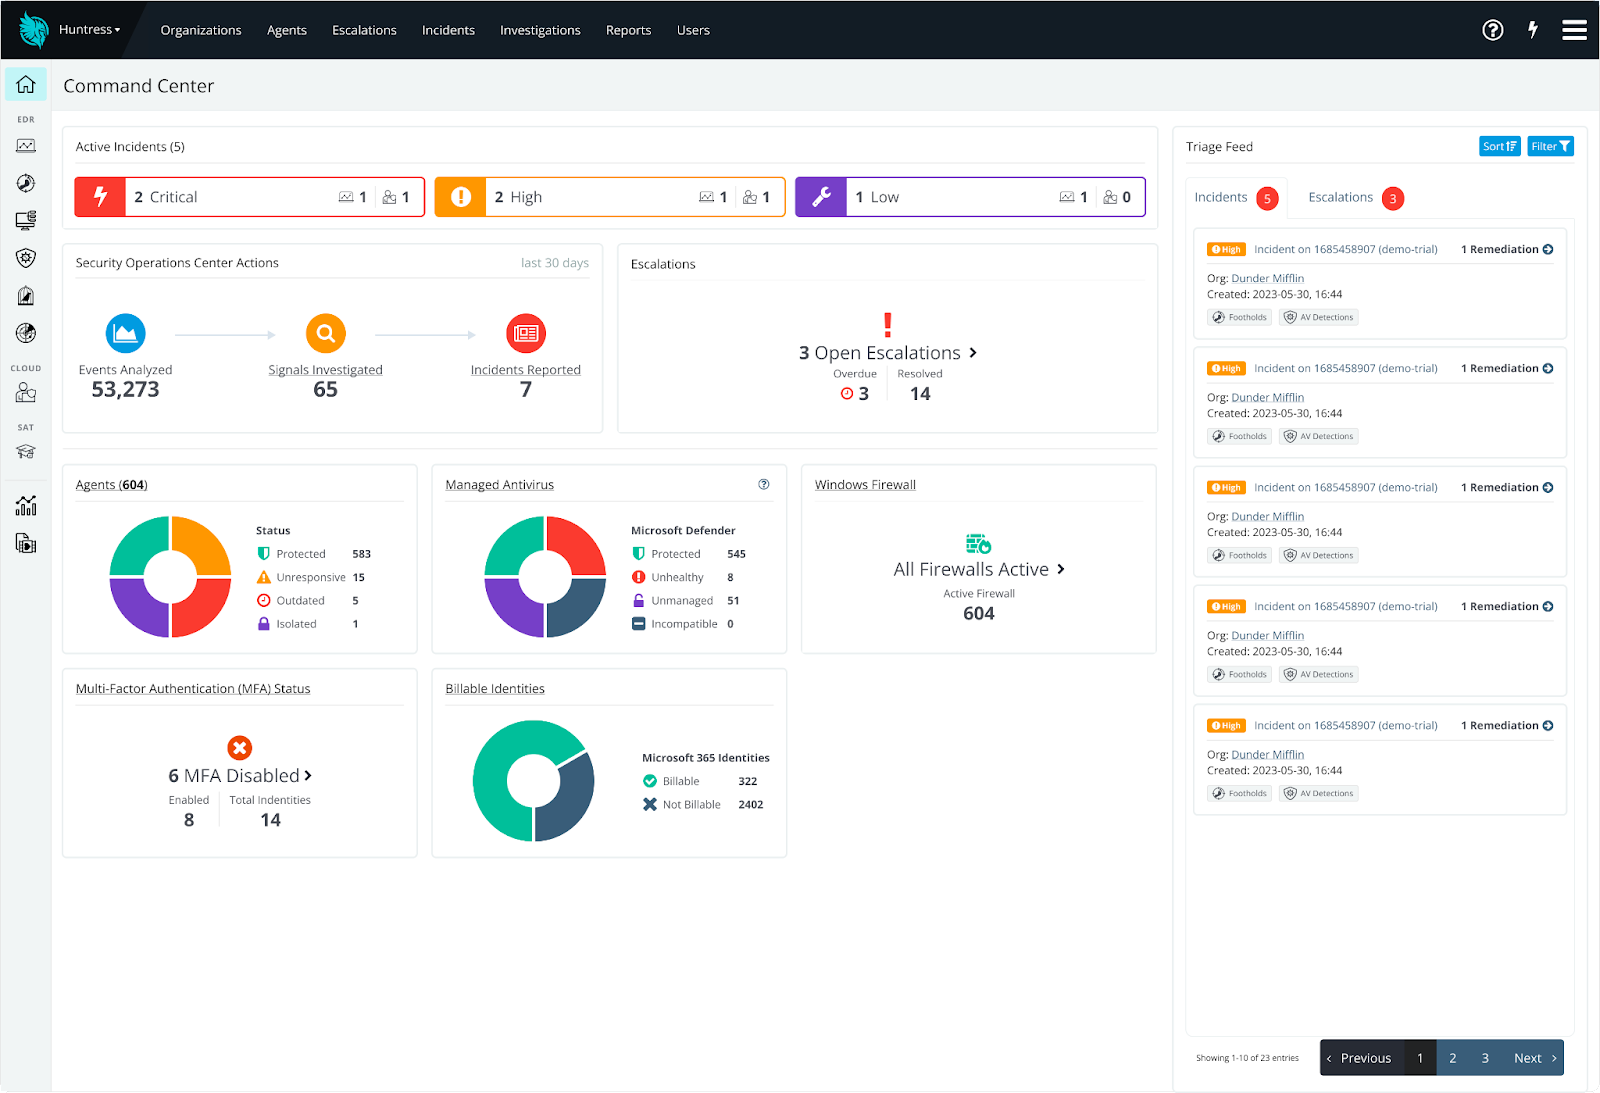 Huntress
Organizations
Agents
Escalations
Incidents
Investigations
Reports
Users
EDR
CLOUD
SAT
Command Center
Active Incidents (5)
2 Critical 1 1
2 High 1 1
1 Low 1 0
Security Operations Center Actions last 30 days
Events Analyzed
53,273
Signals Investigated
65
Incidents Reported
7
Escalations
3 Open Escalations
Overdue Resolved
3 14
Agents (604)
Status
Protected 583
Unresponsive 15
Outdated 5
Isolated 1
Managed Antivirus
Microsoft Defender
Protected 545
Unhealthy 8
Unmanaged 51
Incompatible 0
Windows Firewall
All Firewalls Active
Active Firewall
604
Multi-Factor Authentication (MFA) Status
6 MFA Disabled
Enabled Total Indentities
8 14
Billable Identities
Microsoft 365 Identities
Billable 322
Not Billable 2402
Triage Feed
Sort
Filter
Incidents 5
Escalations 3
High Incident on 1685458907 (demo-trial) 1 Remediation
Org: Dunder Mifflin
Created: 2023-05-30, 16:44
Footholds AV Detections
High Incident on 1685458907 (demo-trial) 1 Remediation
Org: Dunder Mifflin
Created: 2023-05-30, 16:44
Footholds AV Detections
High Incident on 1685458907 (demo-trial) 1 Remediation
Org: Dunder Mifflin
Created: 2023-05-30, 16:44
Footholds AV Detections
High Incident on 1685458907 (demo-trial) 1 Remediation
Org: Dunder Mifflin
Created: 2023-05-30, 16:44
Footholds AV Detections
High Incident on 1685458907 (demo-trial) 1 Remediation
Org: Dunder Mifflin
Created: 2023-05-30, 16:44
Footholds AV Detections
Showing 1-10 of 23 entries
‹ Previous 1 2 3 Next ›